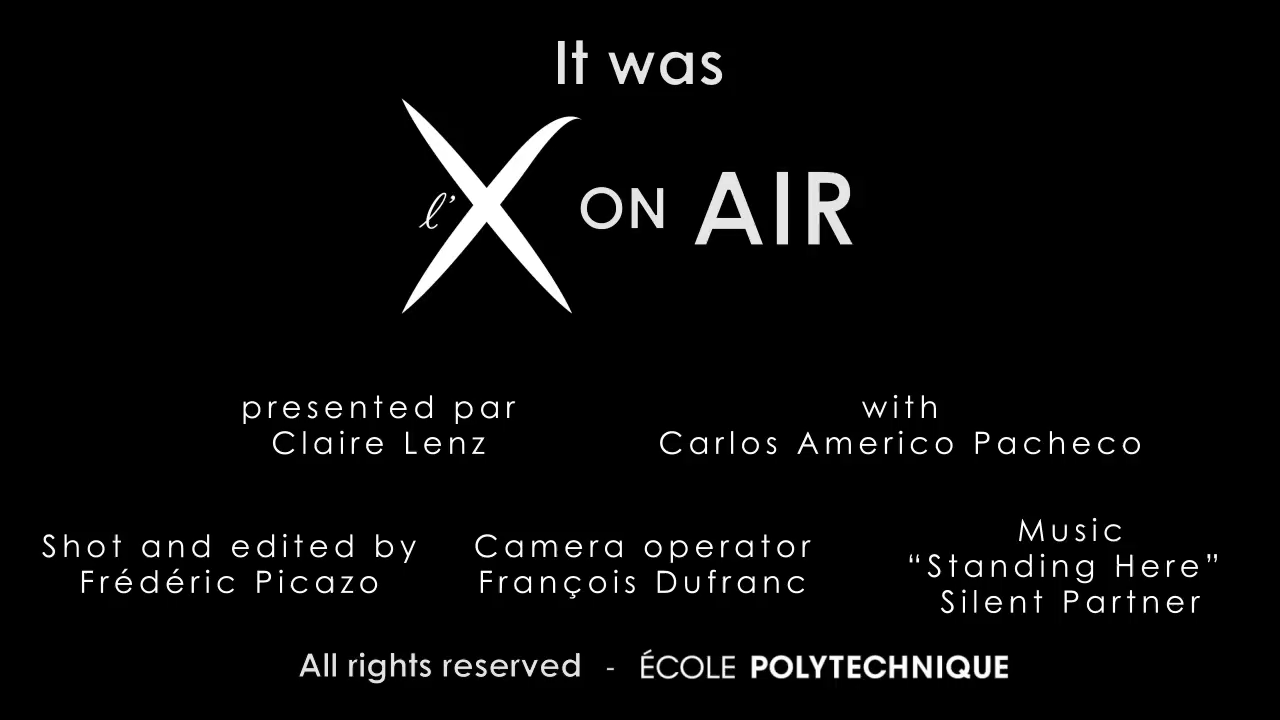 It was
l'X ON AIR
presented par
Claire Lenz
with
Carlos Americo Pacheco
Shot and edited by
Frédéric Picazo
Camera operator
François Dufranc
Music
“Standing Here”
Silent Partner
All rights reserved - ÉCOLE POLYTECHNIQUE